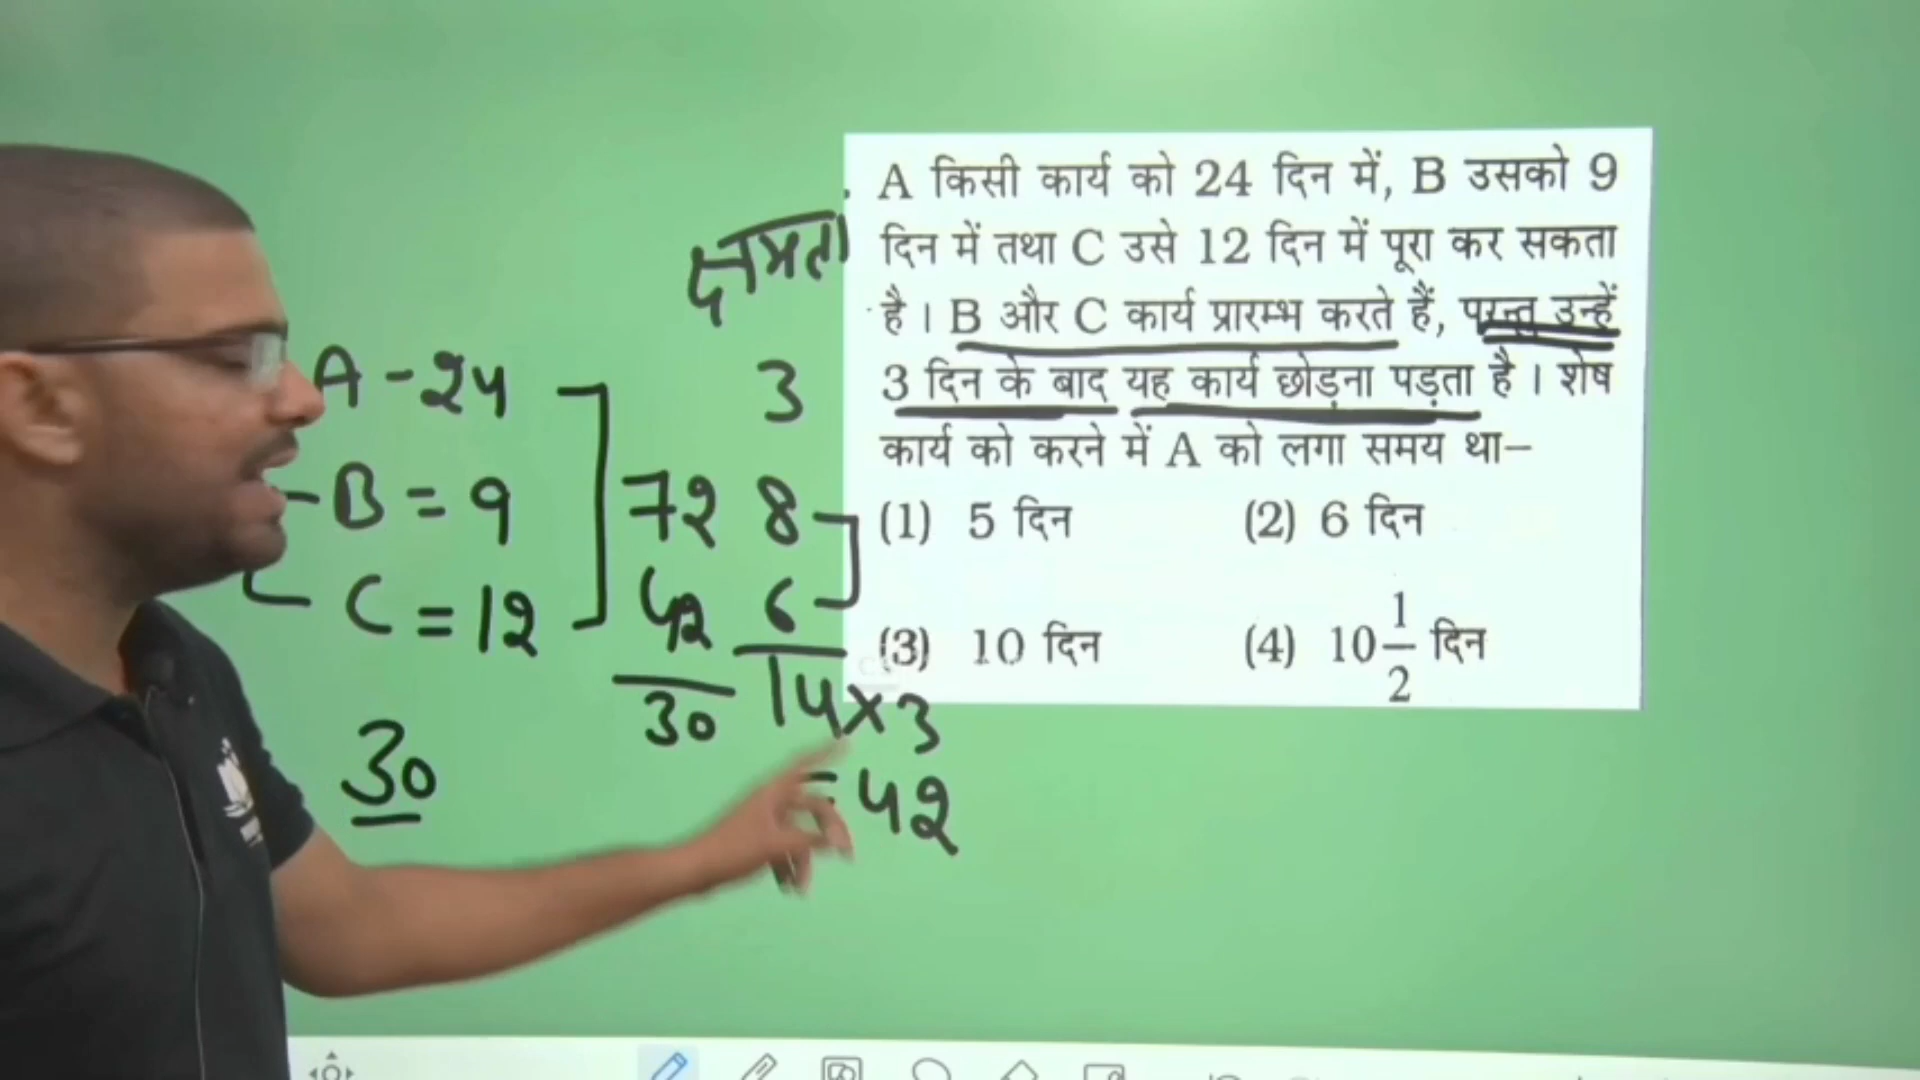 A किसी कार्य को 24 दिन में, B उसको 9
दिन में तथा C उसे 12 दिन में पूरा कर सकता
है। B और C कार्य प्रारम्भ करते हैं, परन्तु उन्हें
3 दिन के बाद यह कार्य छोड़ना पड़ता है। शेष
कार्य को करने में A को लगा समय था–
(1) 5 दिन (2) 6 दिन
(3) 10 दिन (4) 10 1/2 दिन
क्षमता
A - 24 3
B = 9 72 8
C = 12 42 6
30 14 x 3
30 = 42